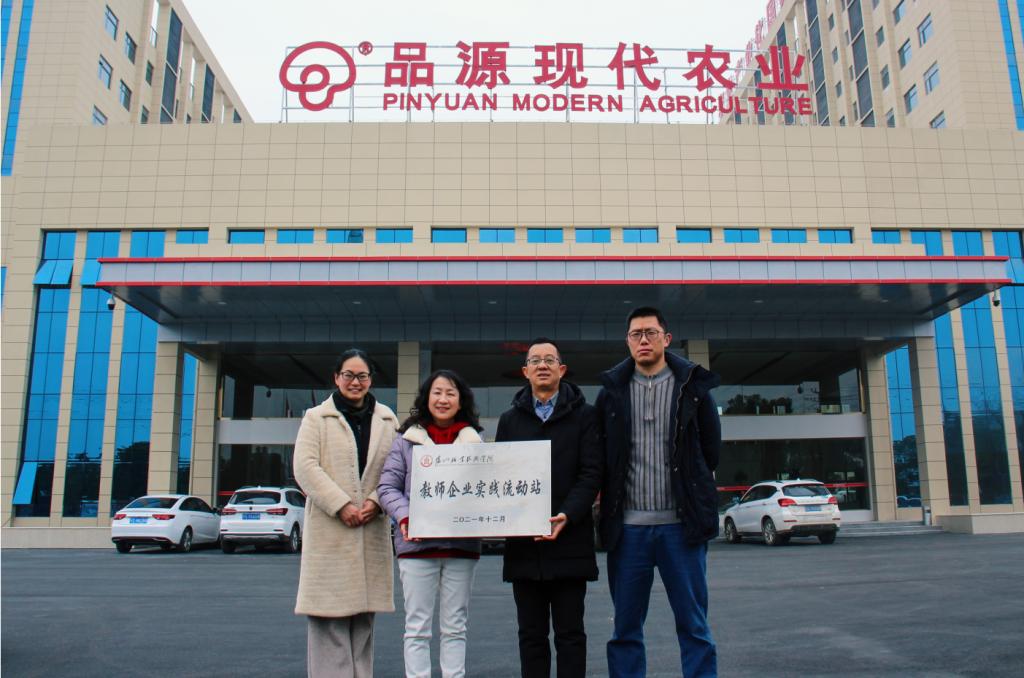 ® 品源现代农业
PINYUAN MODERN AGRICULTURE
教师企业实践流动站
二〇二一年十二月